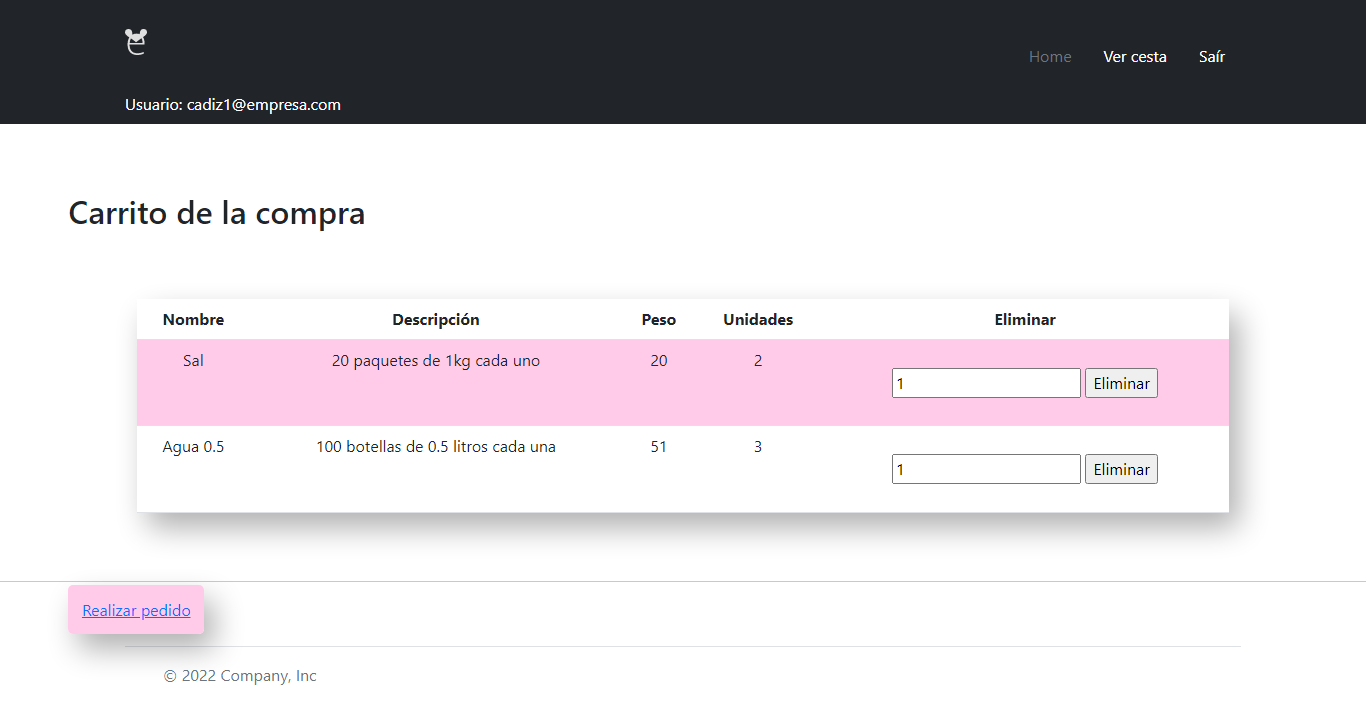 Home Ver cesta Saír
Usuario: cadiz1@empresa.com
Carrito de la compra
Nombre Descripción Peso Unidades Eliminar
Sal 20 paquetes de 1kg cada uno 20 2 1 Eliminar
Agua 0.5 100 botellas de 0.5 litros cada una 51 3 1 Eliminar
Realizar pedido
© 2022 Company, Inc